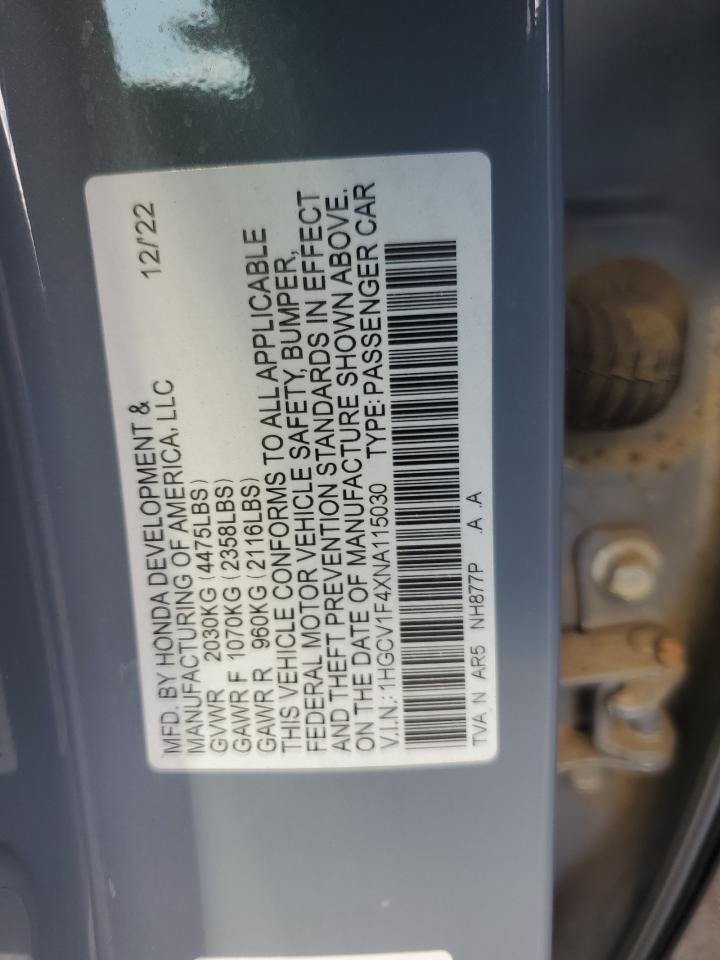 MFD. BY HONDA DEVELOPMENT & 12/'22
MANUFACTURING OF AMERICA, LLC
GVWR 2030KG (4475LBS)
GAWR F 1070KG (2358LBS)
GAWR R 960KG (2116LBS)
THIS VEHICLE CONFORMS TO ALL APPLICABLE
FEDERAL MOTOR VEHICLE SAFETY, BUMPER,
AND THEFT PREVENTION STANDARDS IN EFFECT
ON THE DATE OF MANUFACTURE SHOWN ABOVE.
V.I.N.: 1HGCV1F4XNA115030 TYPE: PASSENGER CAR
TVA N AR5 NH877P .A .A